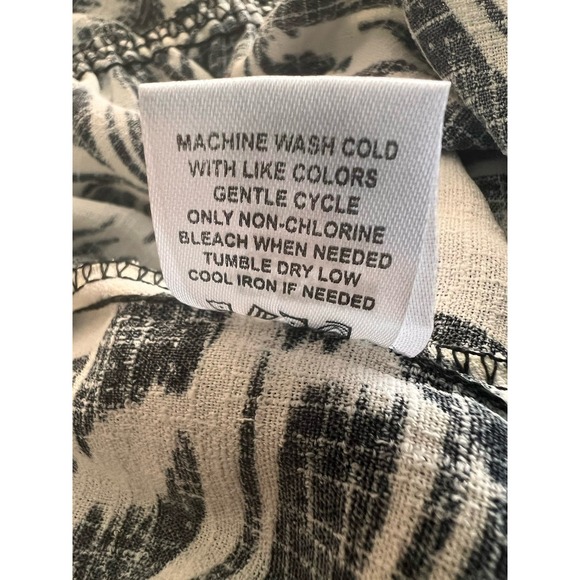 MACHINE WASH COLD
WITH LIKE COLORS
GENTLE CYCLE
ONLY NON-CHLORINE
BLEACH WHEN NEEDED
TUMBLE DRY LOW
COOL IRON IF NEEDED